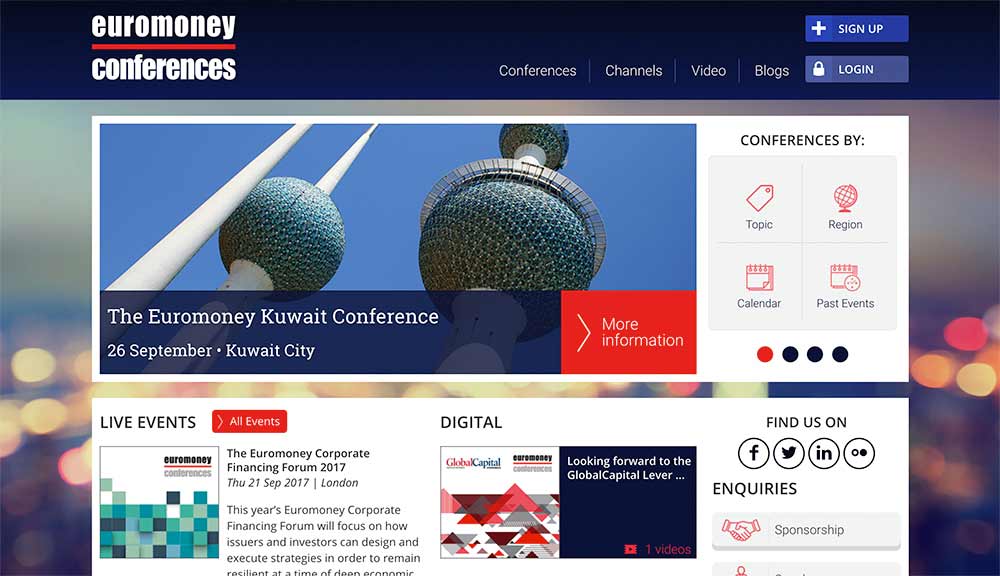 euromoney
conferences
SIGN UP
LOGIN
Conferences
Channels
Video
Blogs
The Euromoney Kuwait Conference
26 September • Kuwait City
More
information
CONFERENCES BY:
Topic
Region
Calendar
Past Events
LIVE EVENTS
All Events
euromoney
conferences
The Euromoney Corporate
Financing Forum 2017
Thu 21 Sep 2017 | London
This year's Euromoney Corporate
Financing Forum will focus on how
issuers and investors can design and
execute strategies in order to remain
resilient at a time of deep economic
DIGITAL
GlobalCapital
euromoney
conferences
Looking forward to the
GlobalCapital Lever ...
1 videos
FIND US ON
f
in
ENQUIRIES
Sponsorship